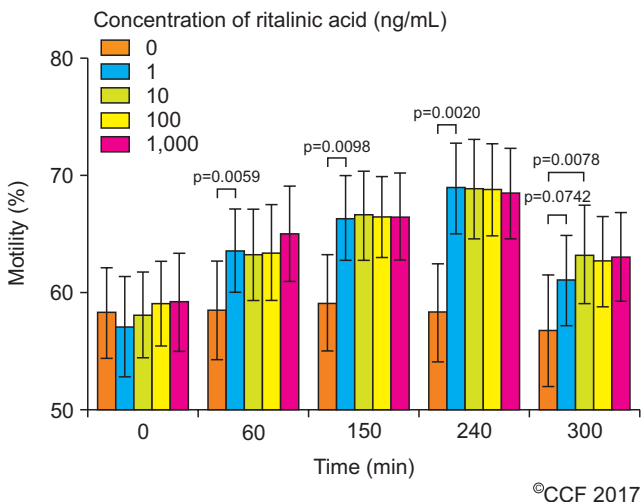 Concentration of ritalinic acid (ng/mL)
0
1
10
100
1,000
80
70
60
50
Motility (%)
p=0.0059
p=0.0098
p=0.0020
p=0.0078
p=0.0742
0 60 150 240 300
Time (min)
©CCF 2017